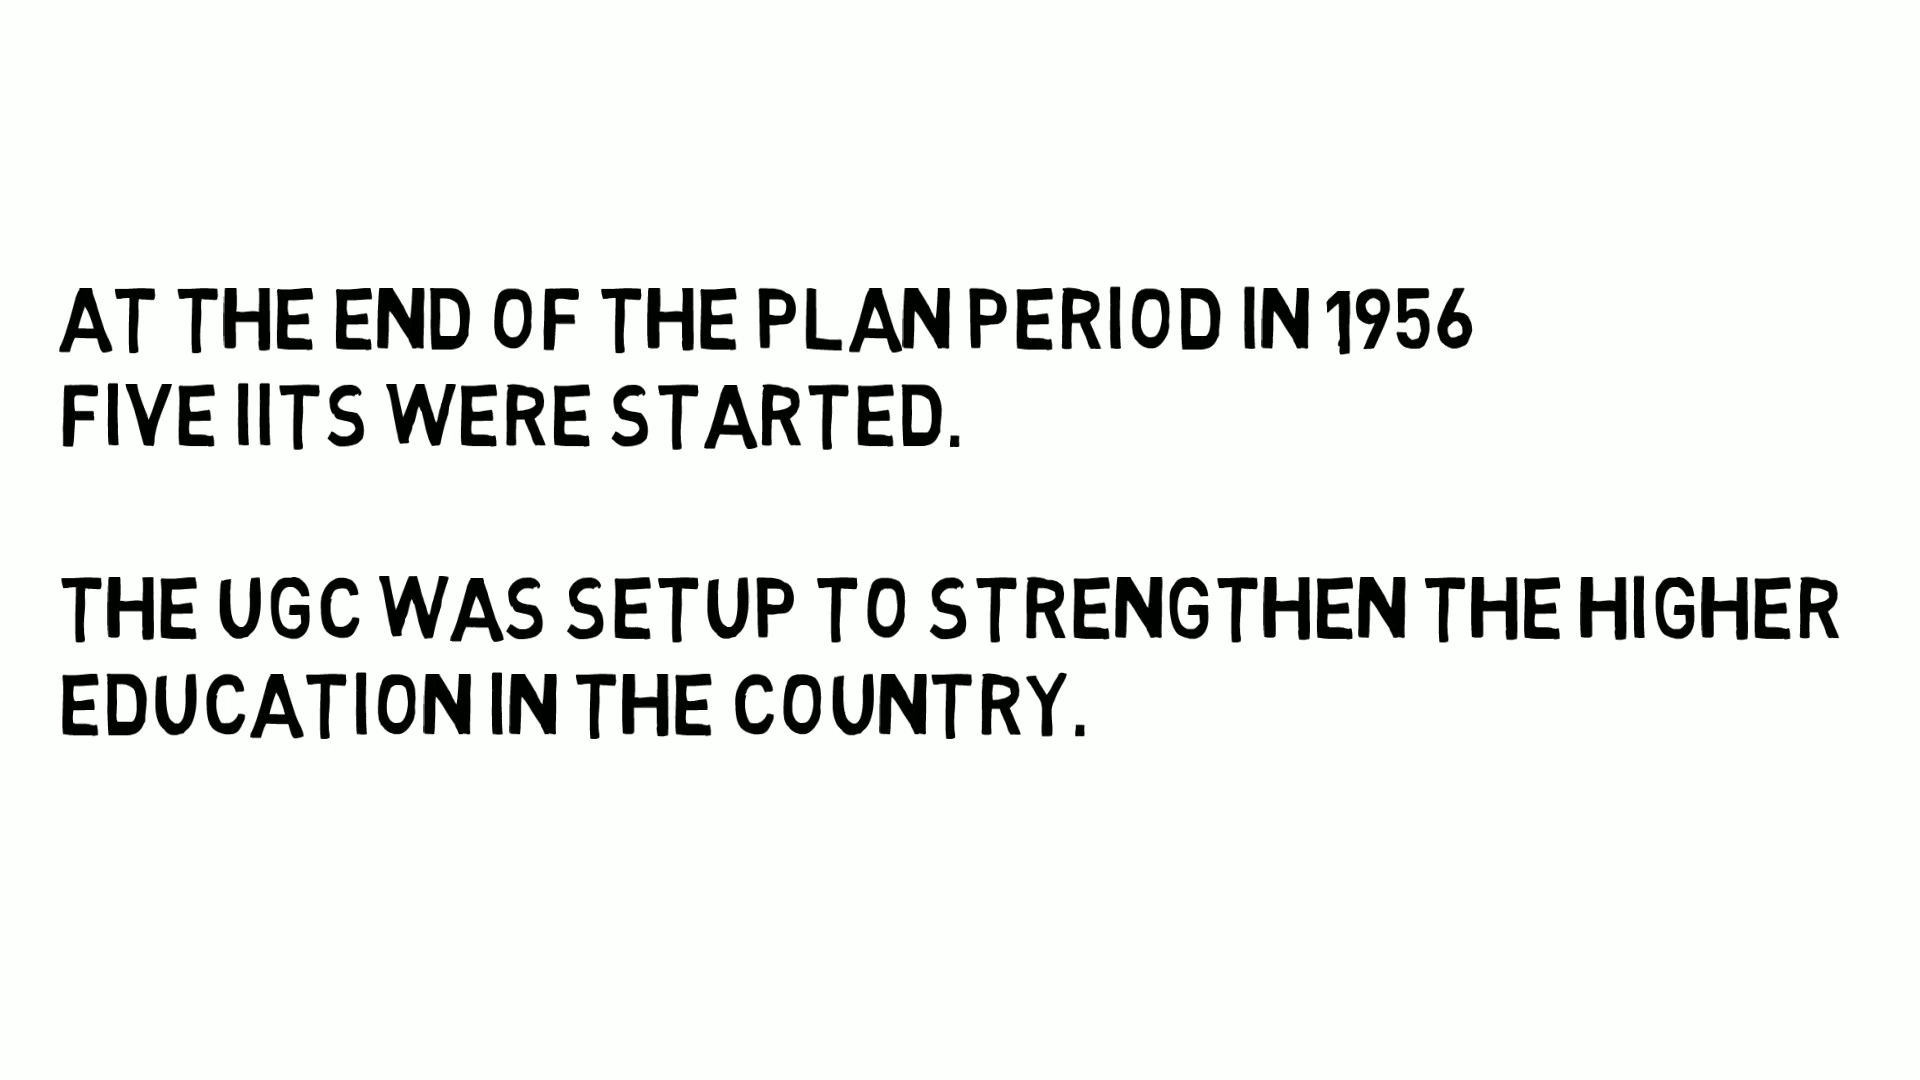 AT THE END OF THE PLAN PERIOD IN 1956
FIVE IITS WERE STARTED.
THE UGC WAS SETUP TO STRENGTHEN THE HIGHER
EDUCATION IN THE COUNTRY.